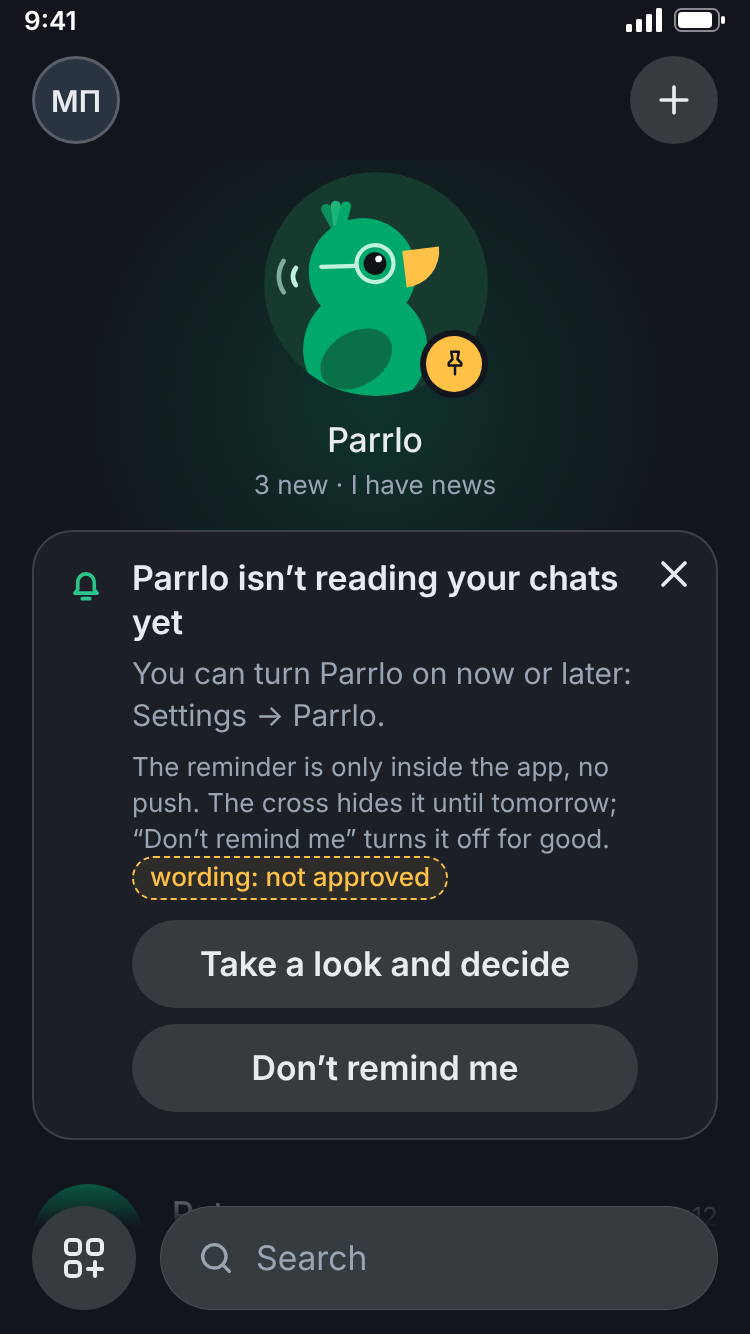 9:41
МП
Parrlo
3 new · I have news
Parrlo isn’t reading your chats
yet
You can turn Parrlo on now or later:
Settings → Parrlo.
The reminder is only inside the app, no
push. The cross hides it until tomorrow;
“Don’t remind me” turns it off for good.
wording: not approved
Take a look and decide
Don’t remind me
Search